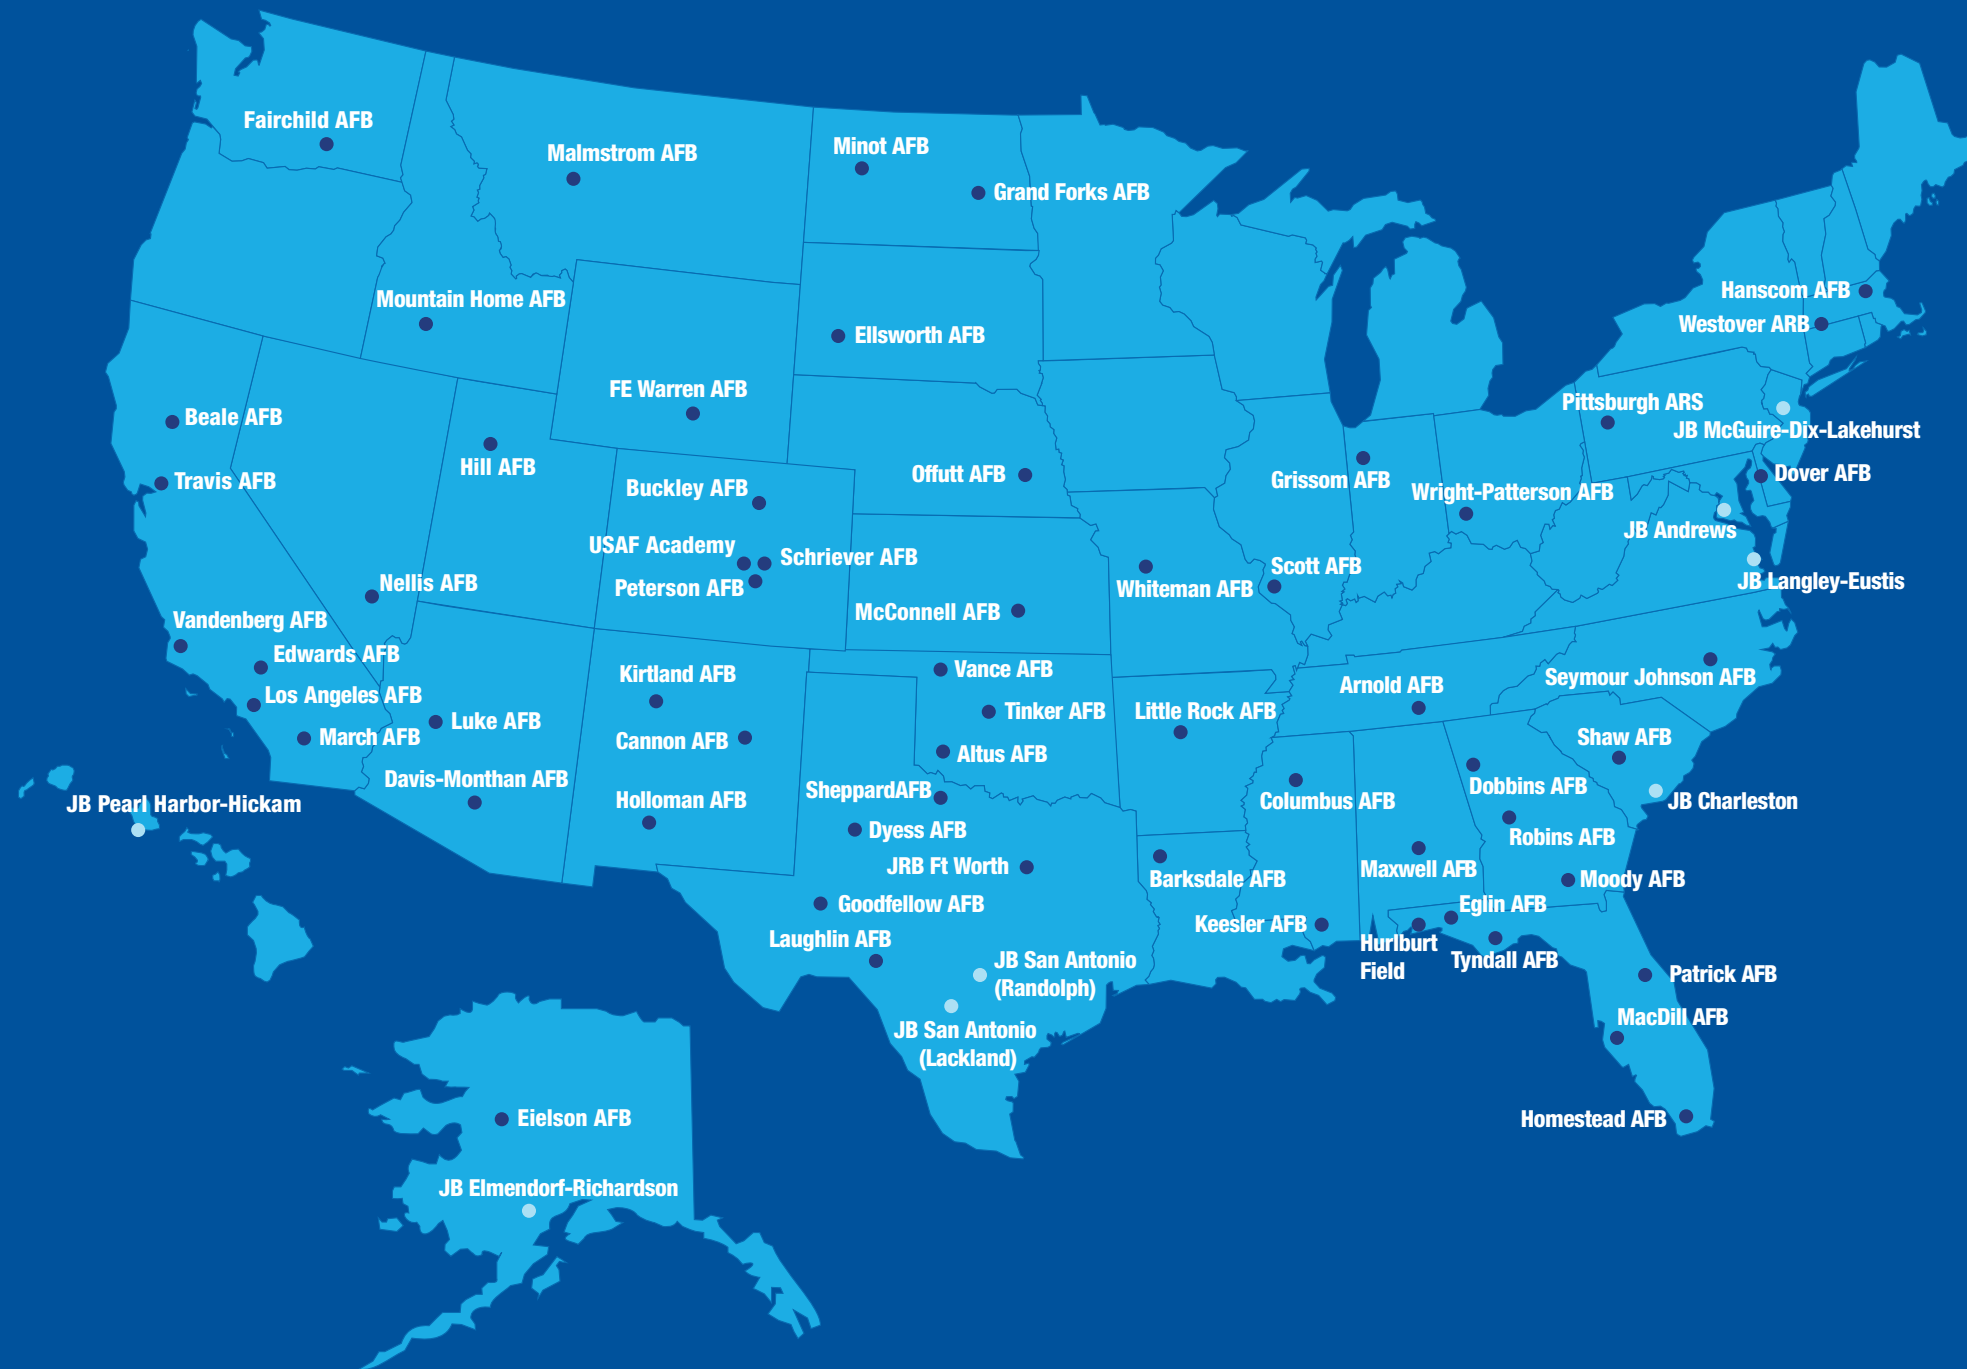 Fairchild AFB
Malmstrom AFB
Minot AFB
Grand Forks AFB
Mountain Home AFB
Ellsworth AFB
Hanscom AFB
Westover ARB
FE Warren AFB
Beale AFB
Pittsburgh ARS
JB McGuire-Dix-Lakehurst
Hill AFB
Travis AFB
Buckley AFB
Offutt AFB
Grissom AFB
Wright-Patterson AFB
Dover AFB
JB Andrews
USAF Academy
Schriever AFB
Peterson AFB
Nellis AFB
Whiteman AFB
Scott AFB
JB Langley-Eustis
McConnell AFB
Vandenberg AFB
Edwards AFB
Los Angeles AFB
March AFB
Luke AFB
Davis-Monthan AFB
Kirtland AFB
Cannon AFB
Holloman AFB
Vance AFB
Tinker AFB
Altus AFB
SheppardAFB
Dyess AFB
JRB Ft Worth
Goodfellow AFB
Laughlin AFB
JB San Antonio
(Randolph)
JB San Antonio
(Lackland)
Little Rock AFB
Arnold AFB
Seymour Johnson AFB
Shaw AFB
JB Charleston
Columbus AFB
Dobbins AFB
Robins AFB
Maxwell AFB
Moody AFB
Barksdale AFB
Keesler AFB
Eglin AFB
Hurlburt
Field
Tyndall AFB
Patrick AFB
MacDill AFB
Homestead AFB
JB Pearl Harbor-Hickam
Eielson AFB
JB Elmendorf-Richardson